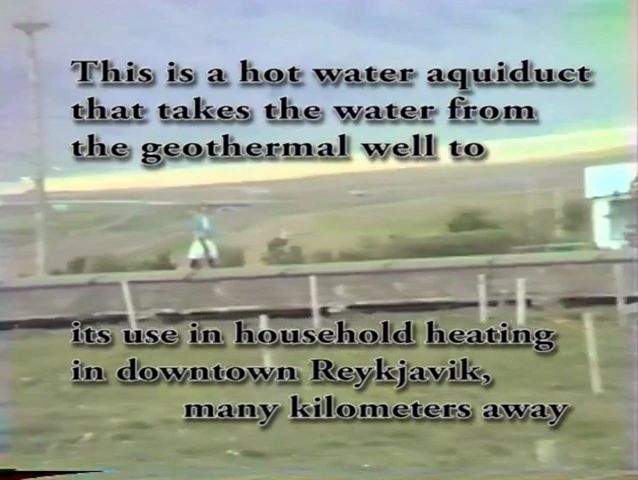 This is a hot water aquiduct
that takes the water from
the geothermal well to
its use in household heating
in downtown Reykjavik,
many kilometers away